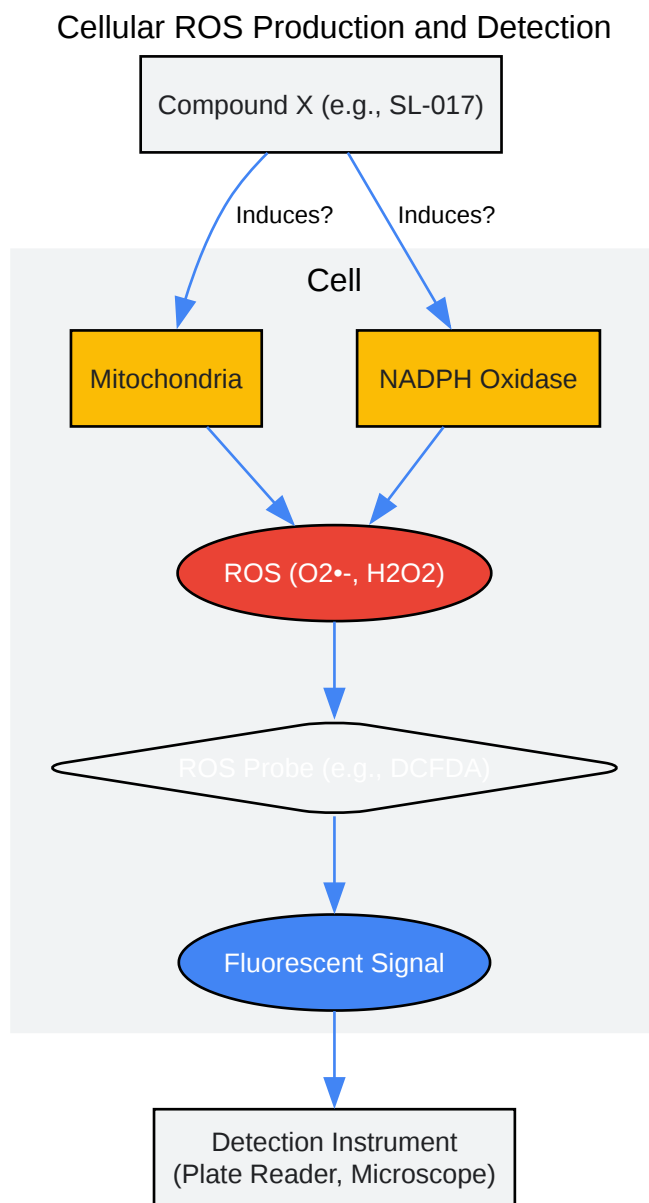 Cellular ROS Production and Detection
Compound X (e.g., SL-017)
Induces?
Induces?
Cell
Mitochondria
NADPH Oxidase
ROS (O2•-, H2O2)
ROS Probe (e.g., DCFDA)
Fluorescent Signal
Detection Instrument
(Plate Reader, Microscope)